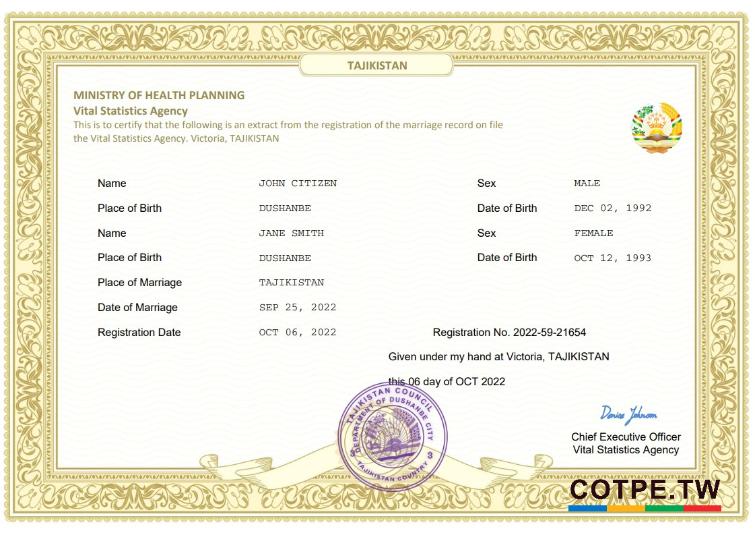 TAJIKISTAN
MINISTRY OF HEALTH PLANNING
Vital Statistics Agency
This is to certify that the following is an extract from the registration of the marriage record on file
the Vital Statistics Agency. Victoria, TAJIKISTAN
Name JOHN CITIZEN Sex MALE
Place of Birth DUSHANBE Date of Birth DEC 02, 1992
Name JANE SMITH Sex FEMALE
Place of Birth DUSHANBE Date of Birth OCT 12, 1993
Place of Marriage TAJIKISTAN
Date of Marriage SEP 25, 2022
Registration Date OCT 06, 2022 Registration No. 2022-59-21654
Given under my hand at Victoria, TAJIKISTAN
this 06 day of OCT 2022
TAJIKISTAN COUNCIL
DEPARTMENT OF DUSHANBE CITY
3 3
TAJIKISTAN COUNTRY
Denise Johnson
Chief Executive Officer
Vital Statistics Agency
COTPE.TW